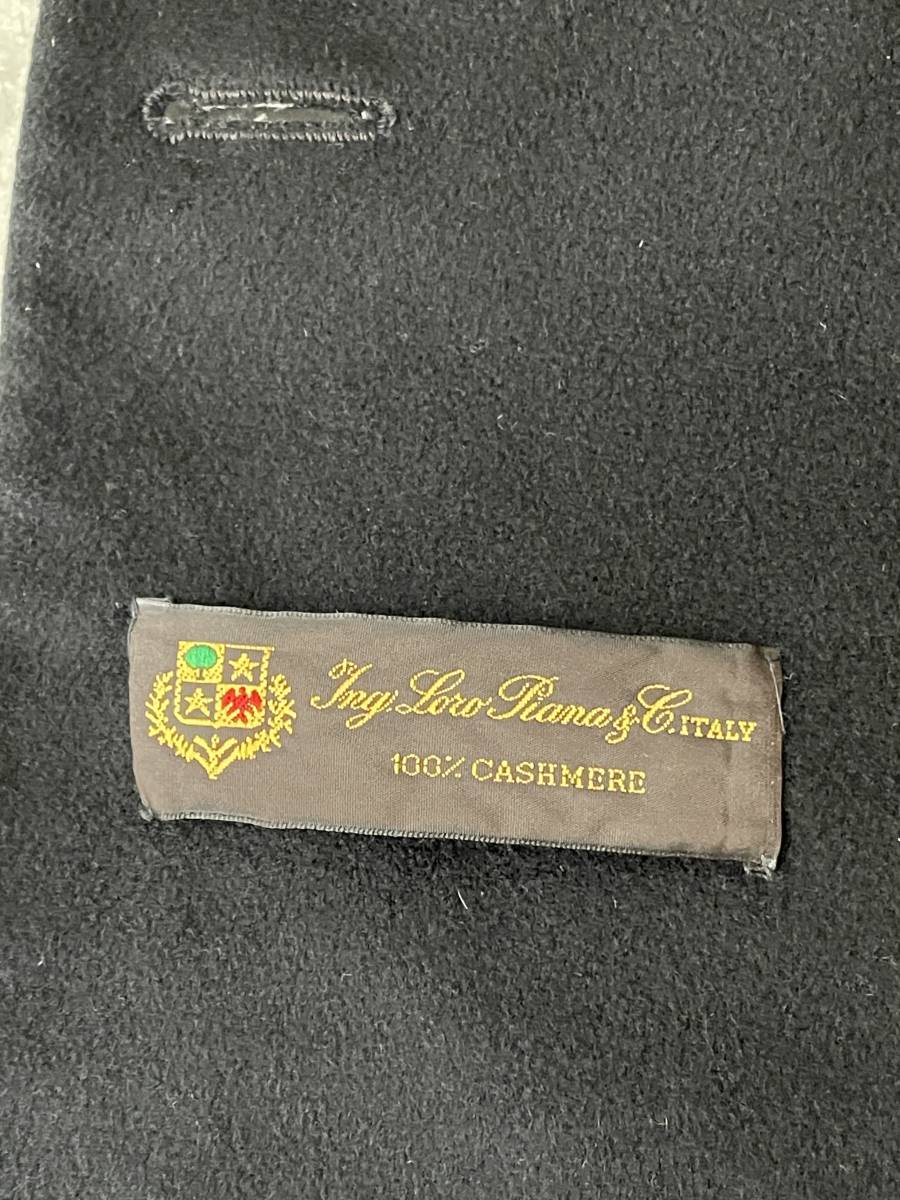 Ing. Loro Piana & C. ITALY
100% CASHMERE